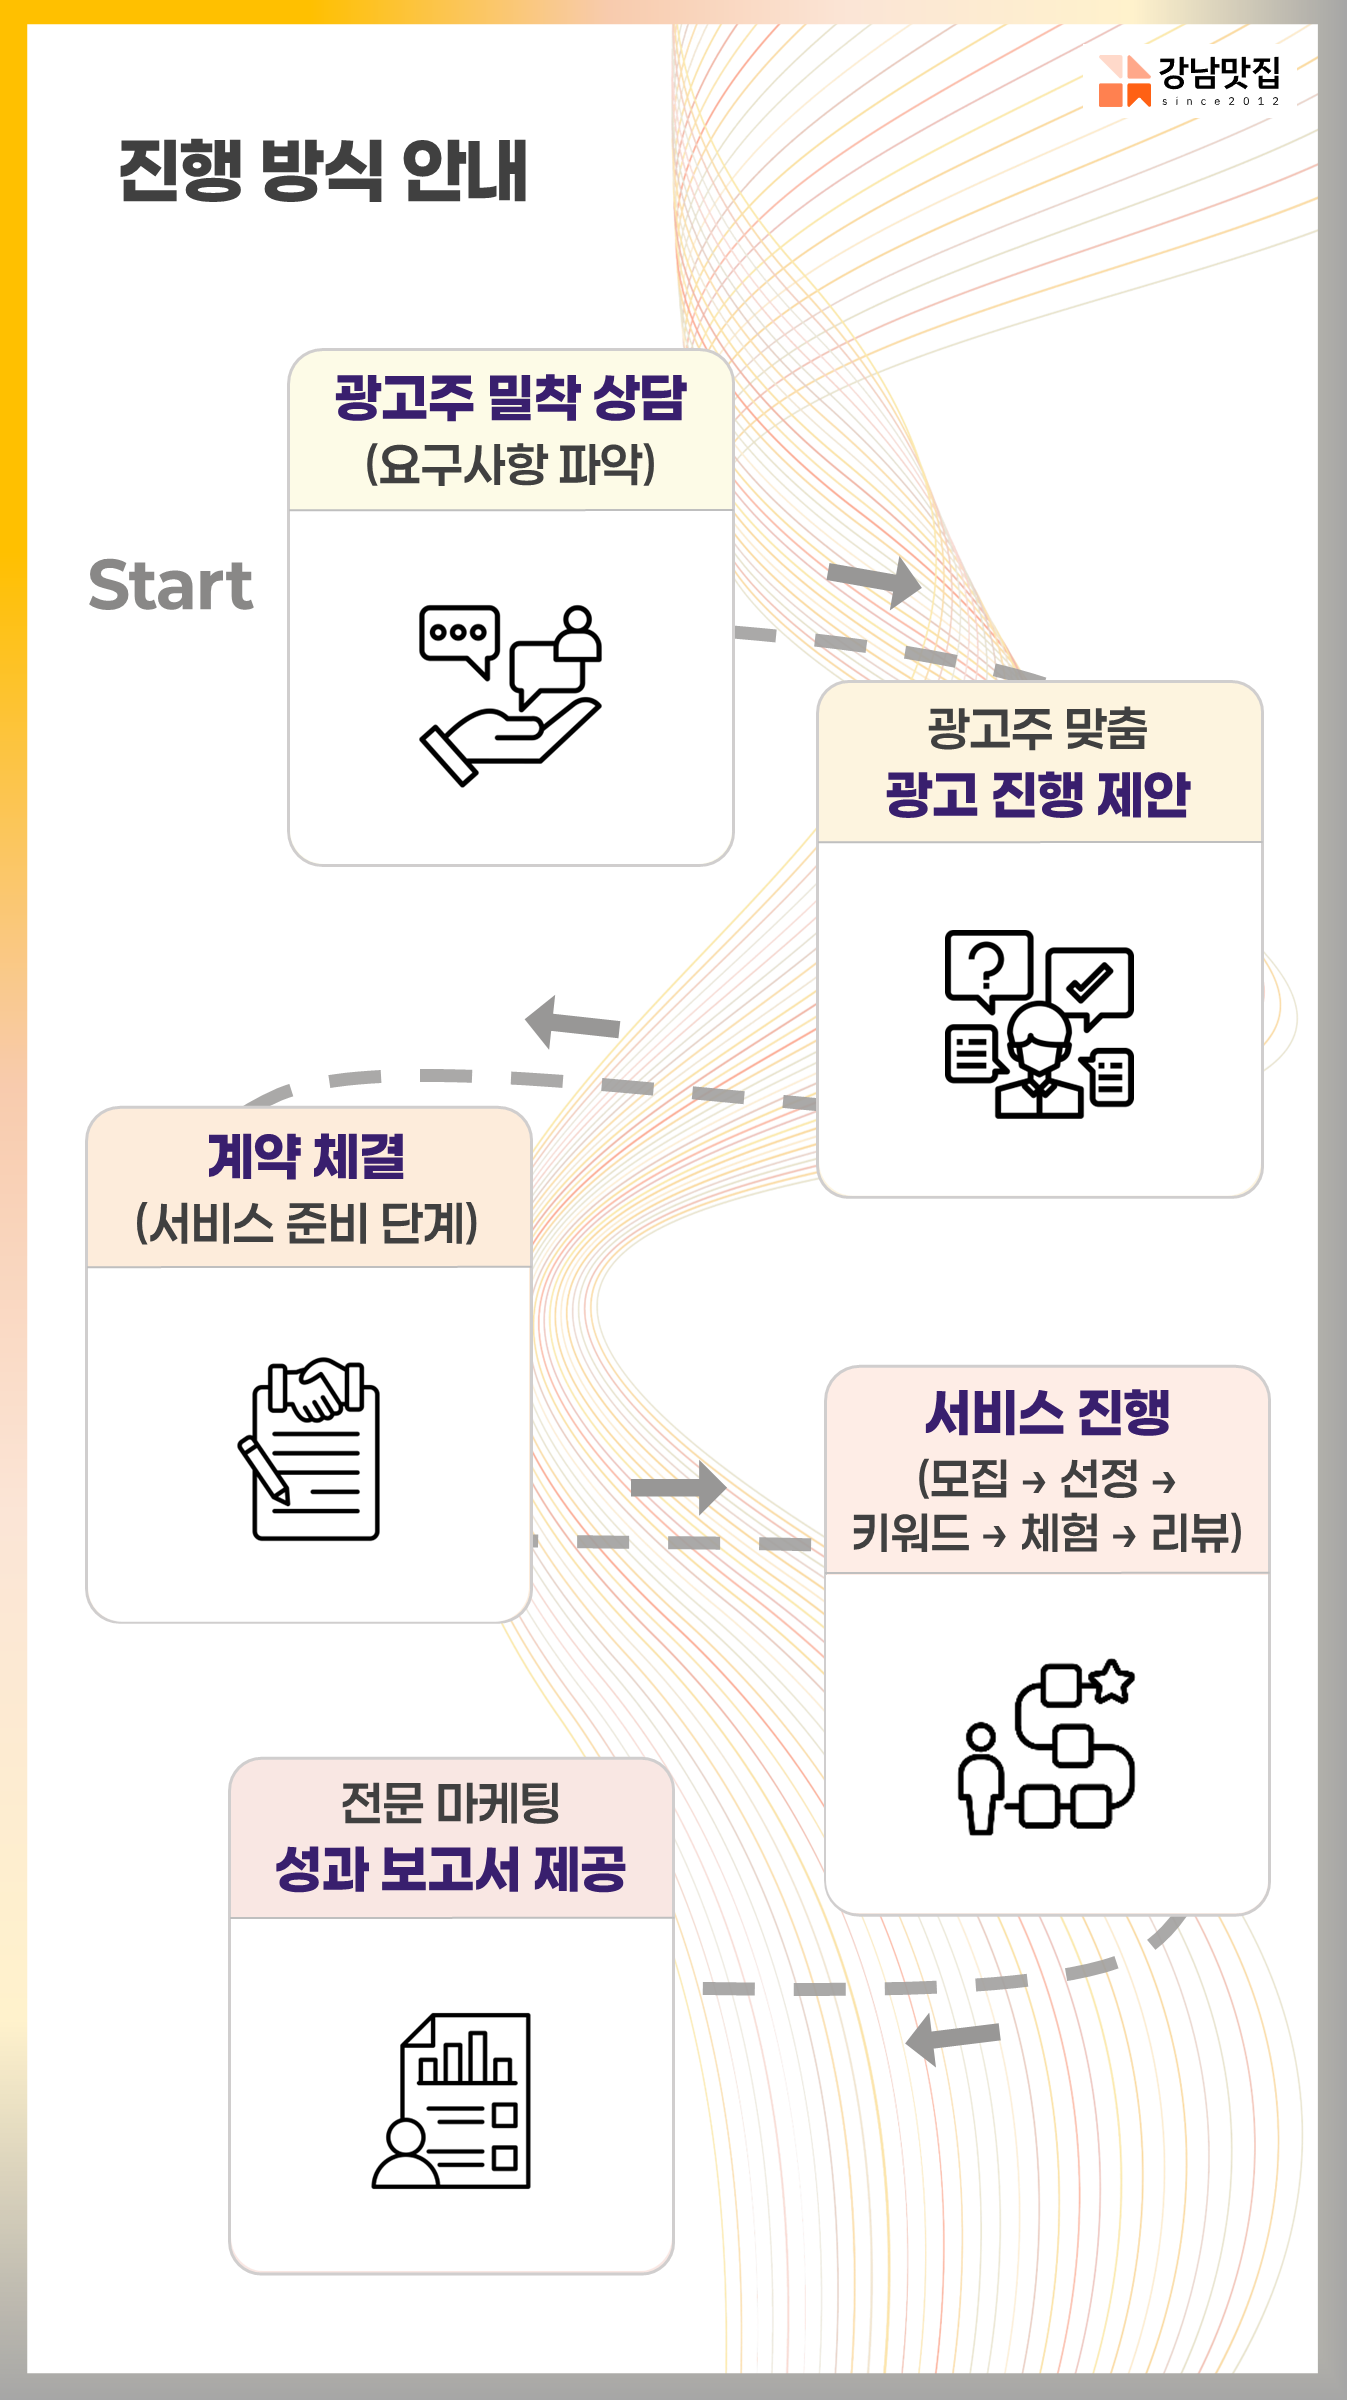 강남맛집
since2012
진행 방식 안내
광고주 밀착 상담
(요구사항 파악)
Start
광고주 맞춤
광고 진행 제안
계약 체결
(서비스 준비 단계)
서비스 진행
(모집 → 선정 →
키워드 → 체험 → 리뷰)
전문 마케팅
성과 보고서 제공